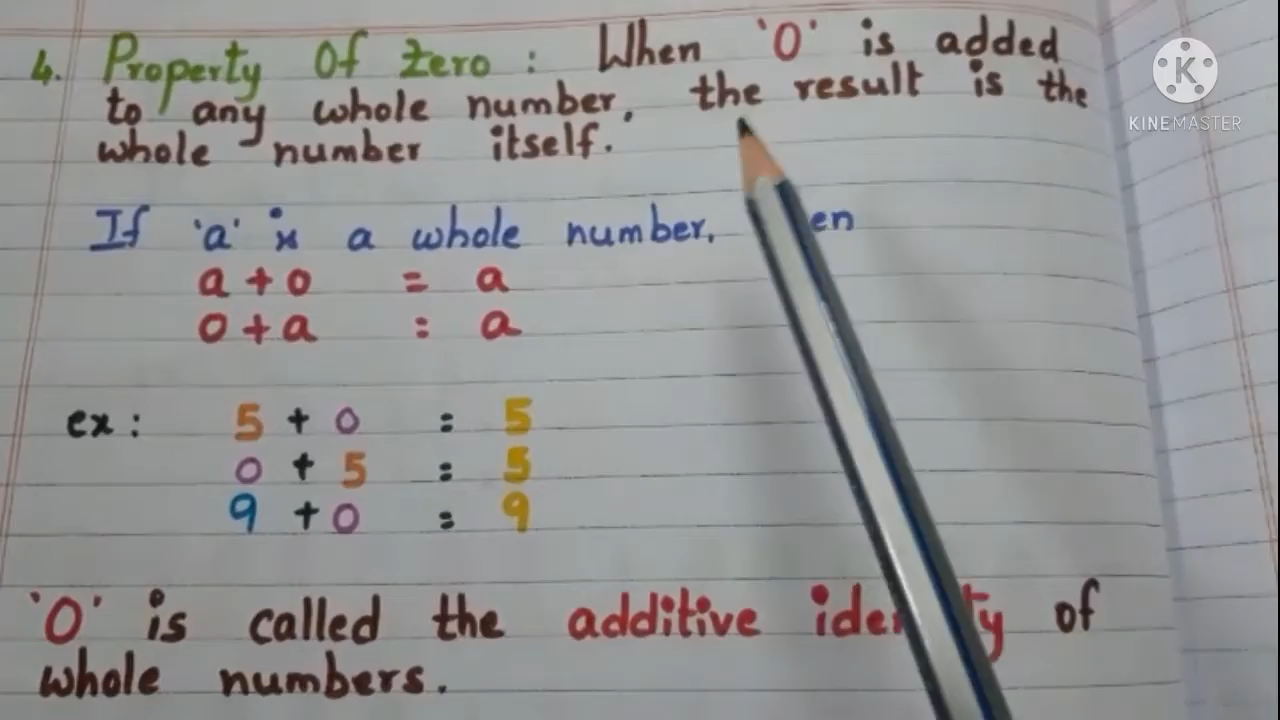 4. Property Of Zero : When '0' is added
to any whole number, the result is the
whole number itself.
If 'a' is a whole number, en
a + 0 = a
0 + a = a
ex : 5 + 0 = 5
0 + 5 = 5
9 + 0 = 9
'0' is called the additive identity of
whole numbers.
K
KINEMASTER